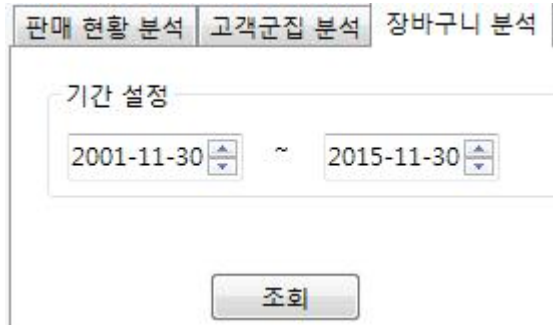 판매 현황 분석 고객군집 분석 장바구니 분석
기간 설정
2001-11-30 ~ 2015-11-30
조회